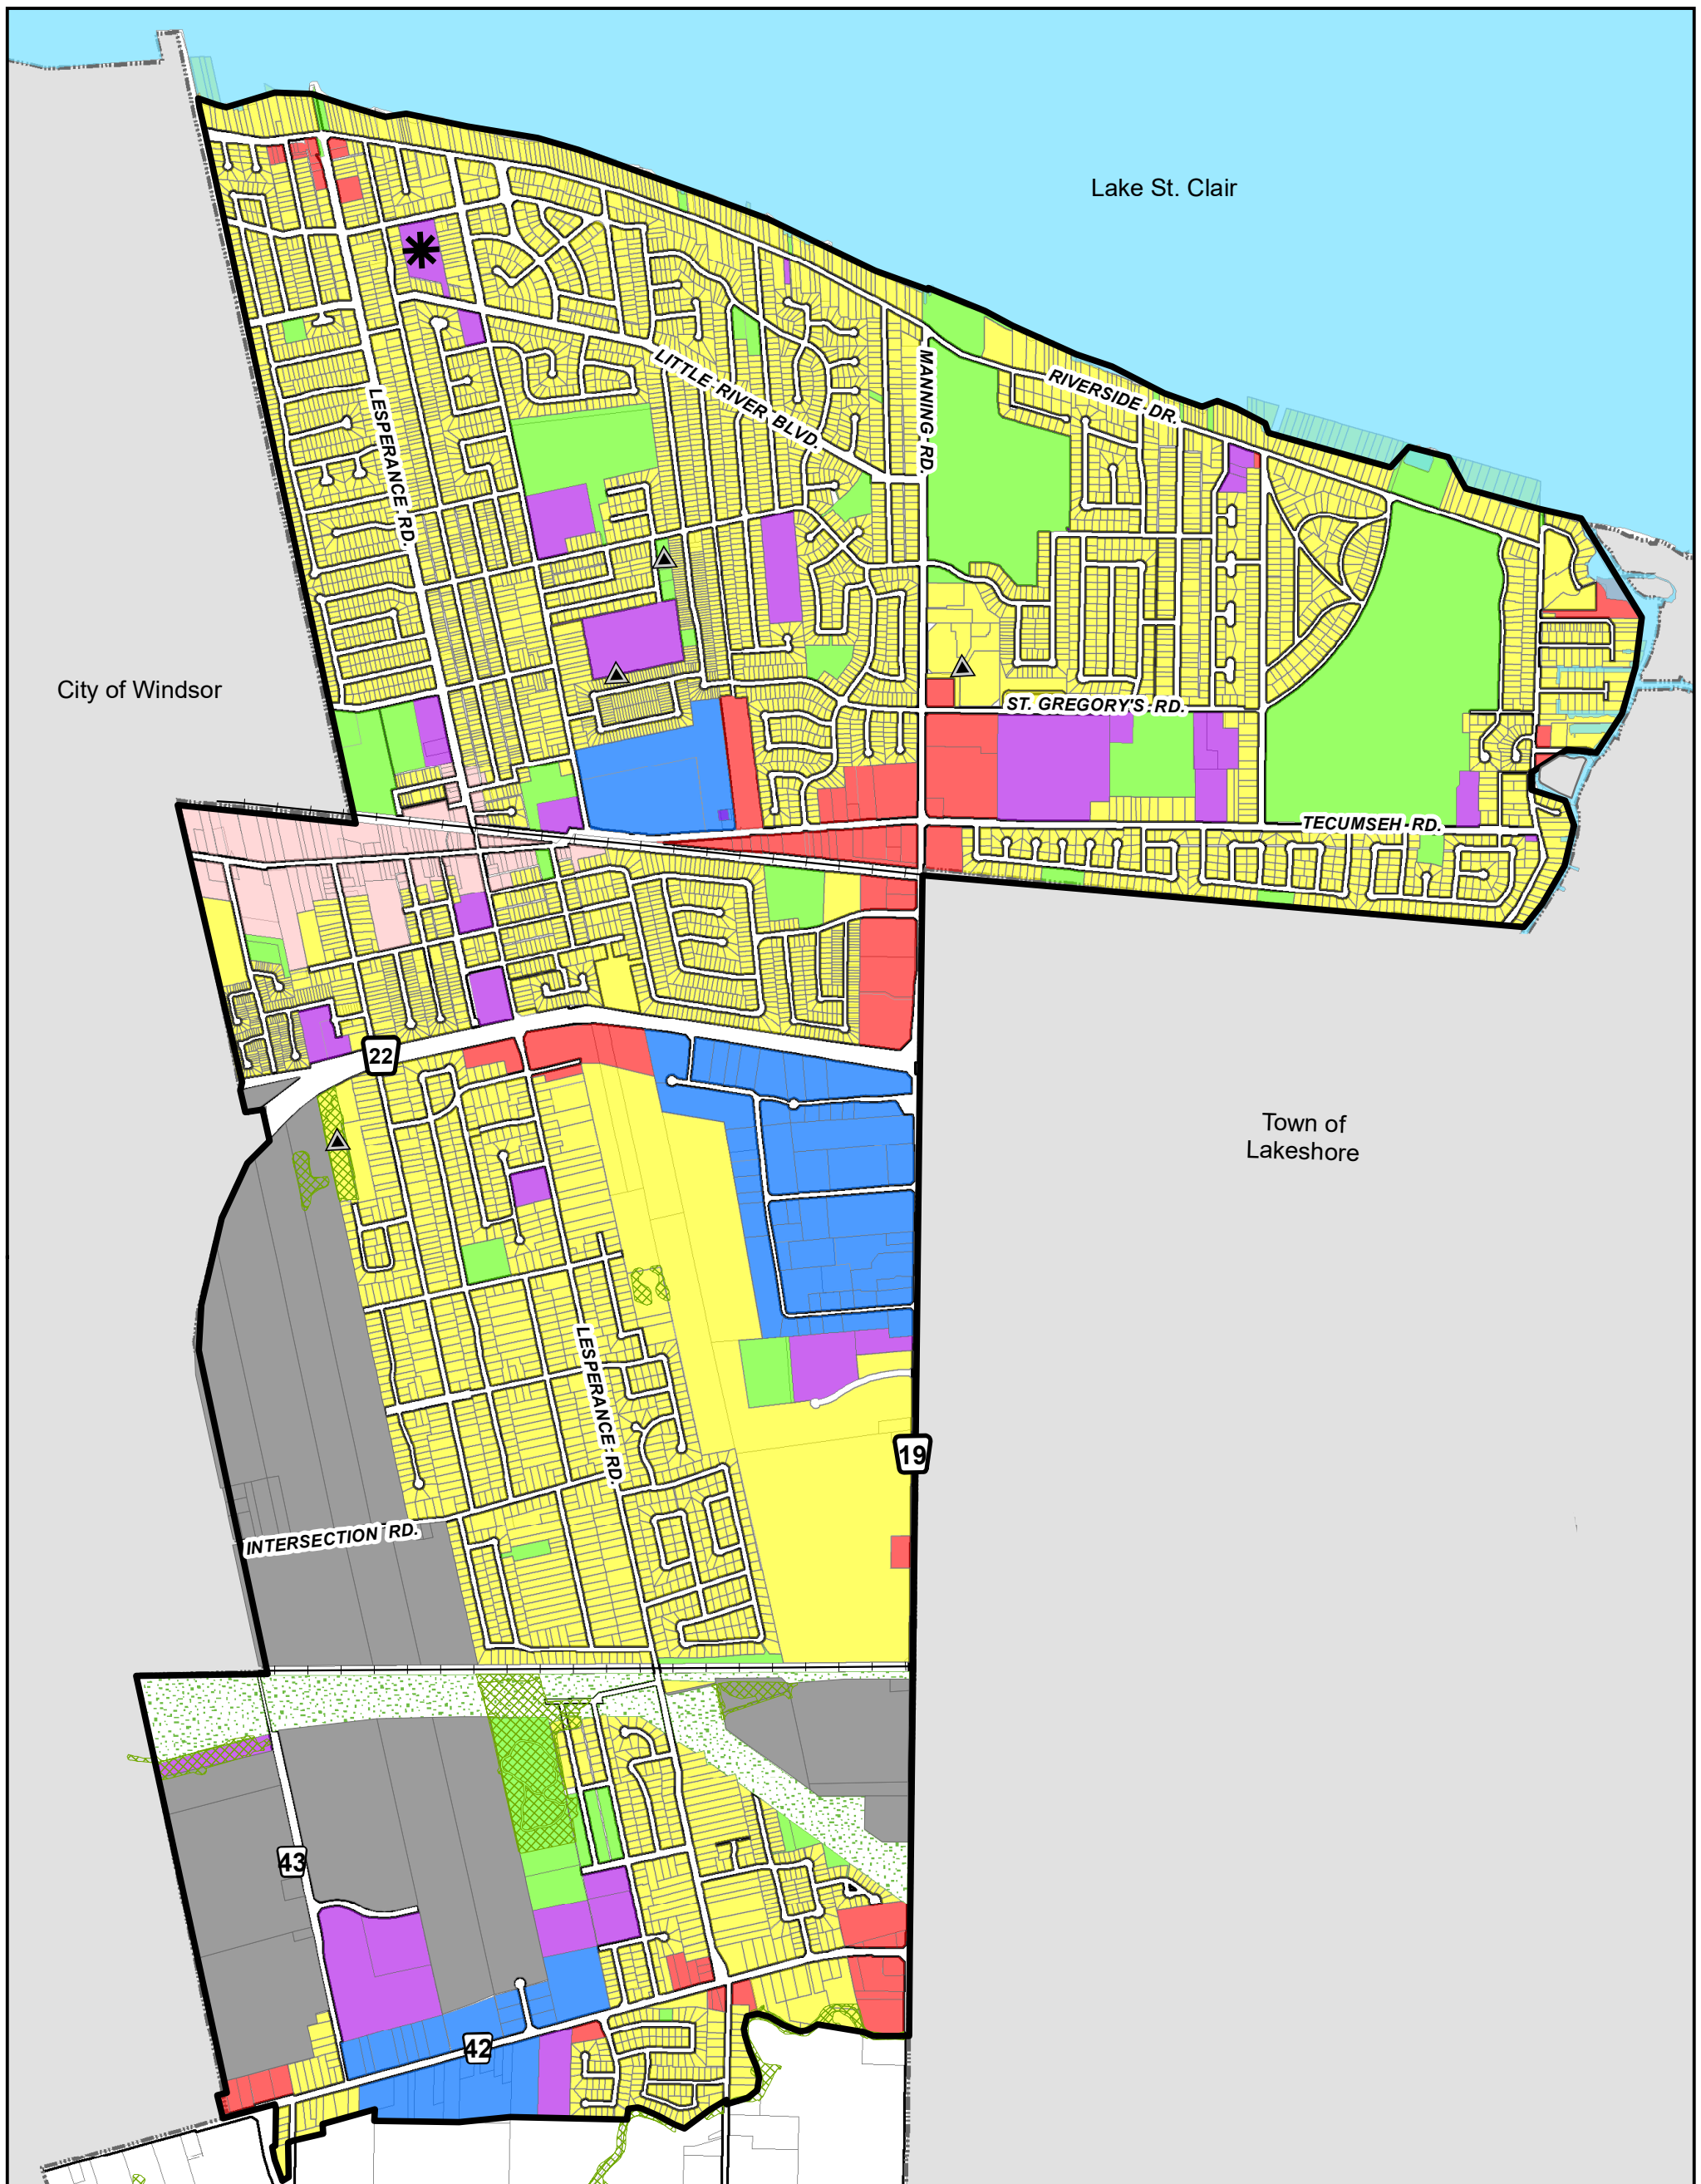 Lake St. Clair
RIVERSIDE DR.
MANNING RD.
LITTLE RIVER BLVD.
LESPERANCE RD.
City of Windsor
ST. GREGORY'S RD.
TECUMSEH RD.
22
Town of
Lakeshore
LESPERANCE RD.
19
INTERSECTION RD.
43
42